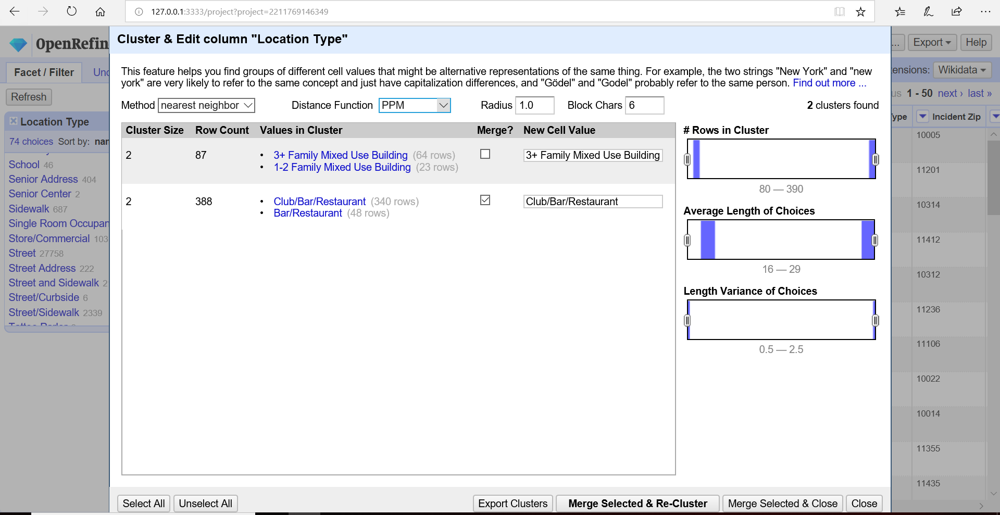 127.0.0.1:3333/project?project=2211769146349
Cluster & Edit column "Location Type"
OpenRefin
... Export Help
This feature helps you find groups of different cell values that might be alternative representations of the same thing. For example, the two strings "New York" and "new
york" are very likely to refer to the same concept and just have capitalization differences, and "Gödel" and "Godel" probably refer to the same person. Find out more ...
Facet / Filter
ensions: Wikidata
Refresh
1 - 50 next › last »
Method nearest neighbor Distance Function PPM Radius 1.0 Block Chars 6 2 clusters found
Location Type
74 choices Sort by:
School 46
Senior Address 404
Senior Center 2
Sidewalk 687
Single Room Occupan
Store/Commercial 103
Street 27758
Street Address 222
Street and Sidewalk 2
Street/Curbside 6
Street/Sidewalk 2339
Cluster Size Row Count Values in Cluster Merge? New Cell Value
2 87 • 3+ Family Mixed Use Building (64 rows) 3+ Family Mixed Use Building
• 1-2 Family Mixed Use Building (23 rows)
2 388 • Club/Bar/Restaurant (340 rows) Club/Bar/Restaurant
• Bar/Restaurant (48 rows)
# Rows in Cluster
80 — 390
Average Length of Choices
16 — 29
Length Variance of Choices
0.5 — 2.5
ype Incident Zip
10005
11201
10314
11412
10312
11236
11106
10022
10014
11355
11435
Select All Unselect All Export Clusters Merge Selected & Re-Cluster Merge Selected & Close Close